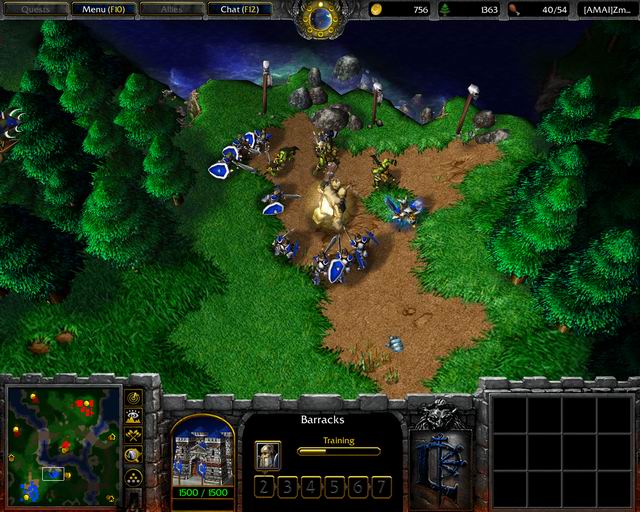 Quests Menu (F10) Allies Chat (F12) 756 1363 40/54 [AMAI]Zm...
Barracks
Training
1500 / 1500
2 3 4 5 6 7